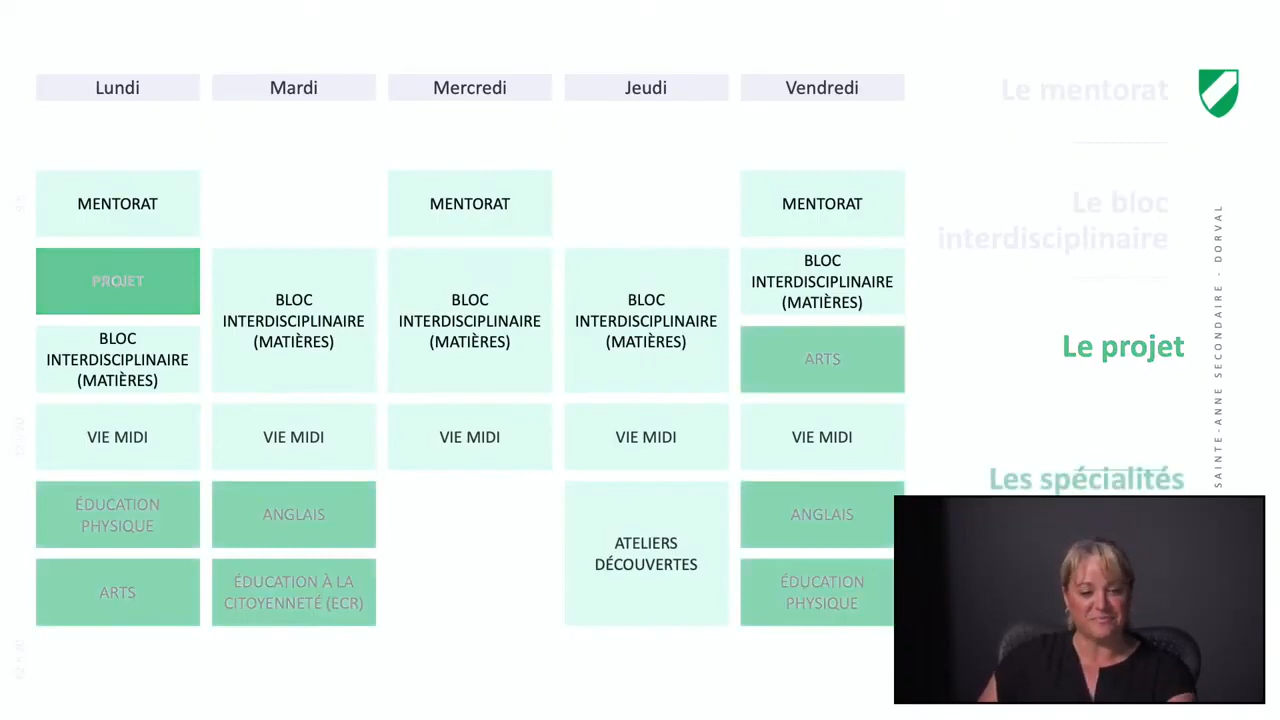 Lundi
Mardi
Mercredi
Jeudi
Vendredi
Le mentorat
MENTORAT
MENTORAT
MENTORAT
Le bloc
interdisciplinaire
PROJET
BLOC
INTERDISCIPLINAIRE
(MATIÈRES)
BLOC
INTERDISCIPLINAIRE
(MATIÈRES)
BLOC
INTERDISCIPLINAIRE
(MATIÈRES)
BLOC
INTERDISCIPLINAIRE
(MATIÈRES)
BLOC
INTERDISCIPLINAIRE
(MATIÈRES)
ARTS
Le projet
VIE MIDI
VIE MIDI
VIE MIDI
VIE MIDI
VIE MIDI
Les spécialités
ÉDUCATION
PHYSIQUE
ANGLAIS
ATELIERS
DÉCOUVERTES
ANGLAIS
ARTS
ÉDUCATION À LA
CITOYENNETÉ (ECR)
ÉDUCATION
PHYSIQUE
SAINTE-ANNE SECONDAIRE - DORVAL